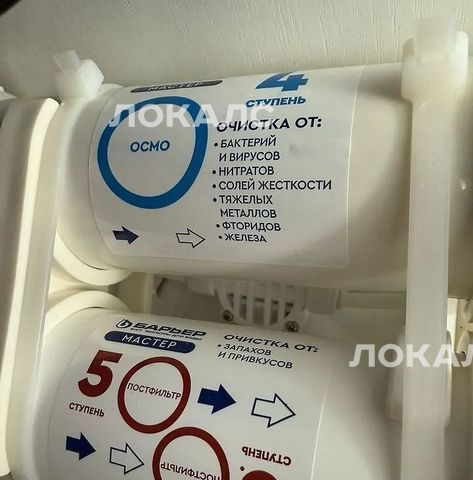 МАСТЕР
4
СТУПЕНЬ
ЛОКАЛС
ОСМО
ОЧИСТКА ОТ:
• БАКТЕРИЙ
И ВИРУСОВ
• НИТРАТОВ
• СОЛЕЙ ЖЕСТКОСТИ
• ТЯЖЕЛЫХ
МЕТАЛЛОВ
• ФТОРИДОВ
• ЖЕЛЕЗА
БАРЬЕР
МАСТЕР
ОЧИСТКА ОТ:
• ЗАПАХОВ
И ПРИВКУСОВ
ЛОКАЛ
5
СТУПЕНЬ
ПОСТФИЛЬТР
СТУПЕНЬ
ПОСТФИЛЬТР